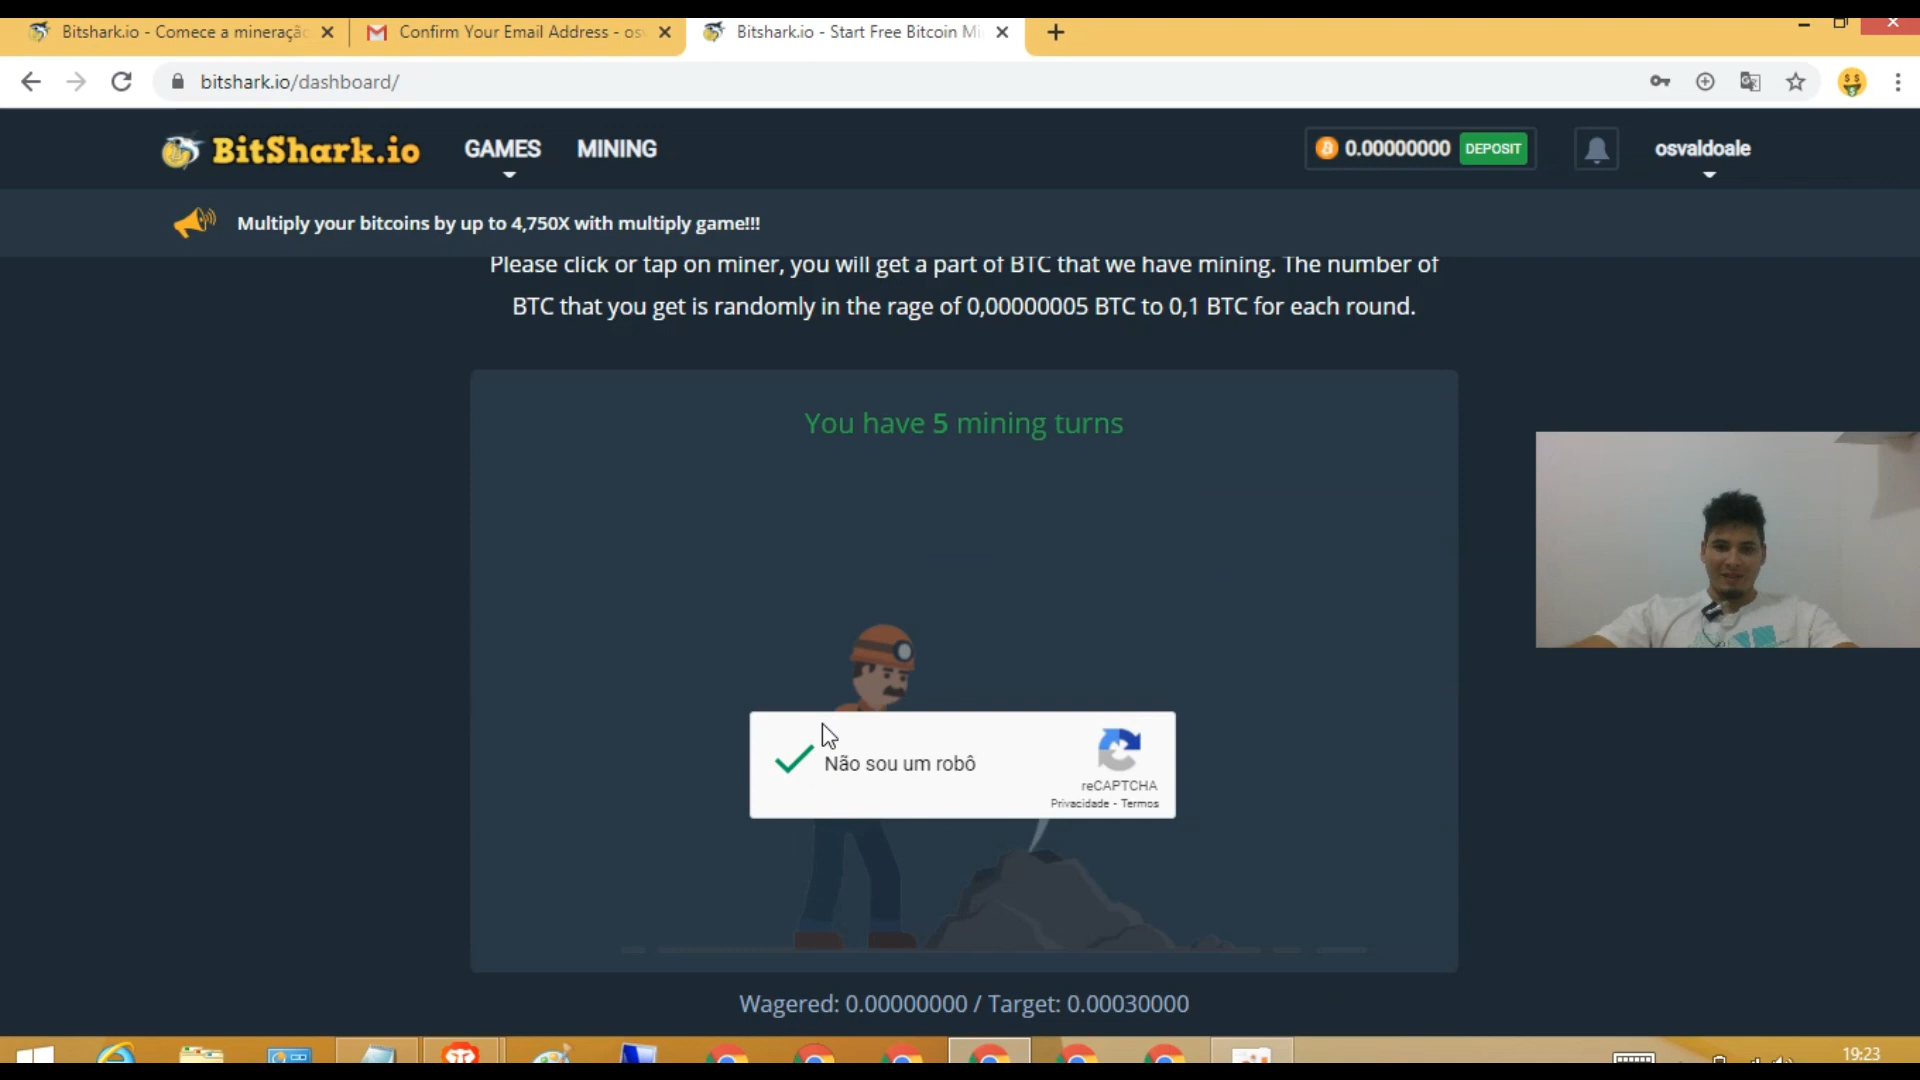 Bitshark.io - Comece a mineração
Confirm Your Email Address - os
Bitshark.io - Start Free Bitcoin Mi
bitshark.io/dashboard/
BitShark.io
GAMES
MINING
0.00000000
DEPOSIT
osvaldoale
Multiply your bitcoins by up to 4,750X with multiply game!!!
Please click or tap on miner, you will get a part of BTC that we have mining. The number of
BTC that you get is randomly in the rage of 0,00000005 BTC to 0,1 BTC for each round.
You have 5 mining turns
Não sou um robô
reCAPTCHA
Privacidade - Termos
Wagered: 0.00000000 / Target: 0.00030000
19:23